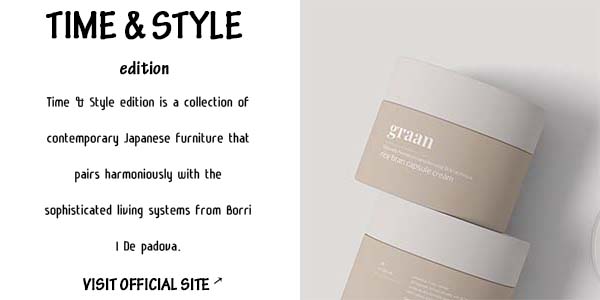 TIME & STYLE
edition
Time & Style edition is a collection of
contemporary Japanese furniture that
pairs harmoniously with the
sophisticated living systems from Borri
| De padova.
VISIT OFFICIAL SITE ↗
graan
rice bran capsule cream